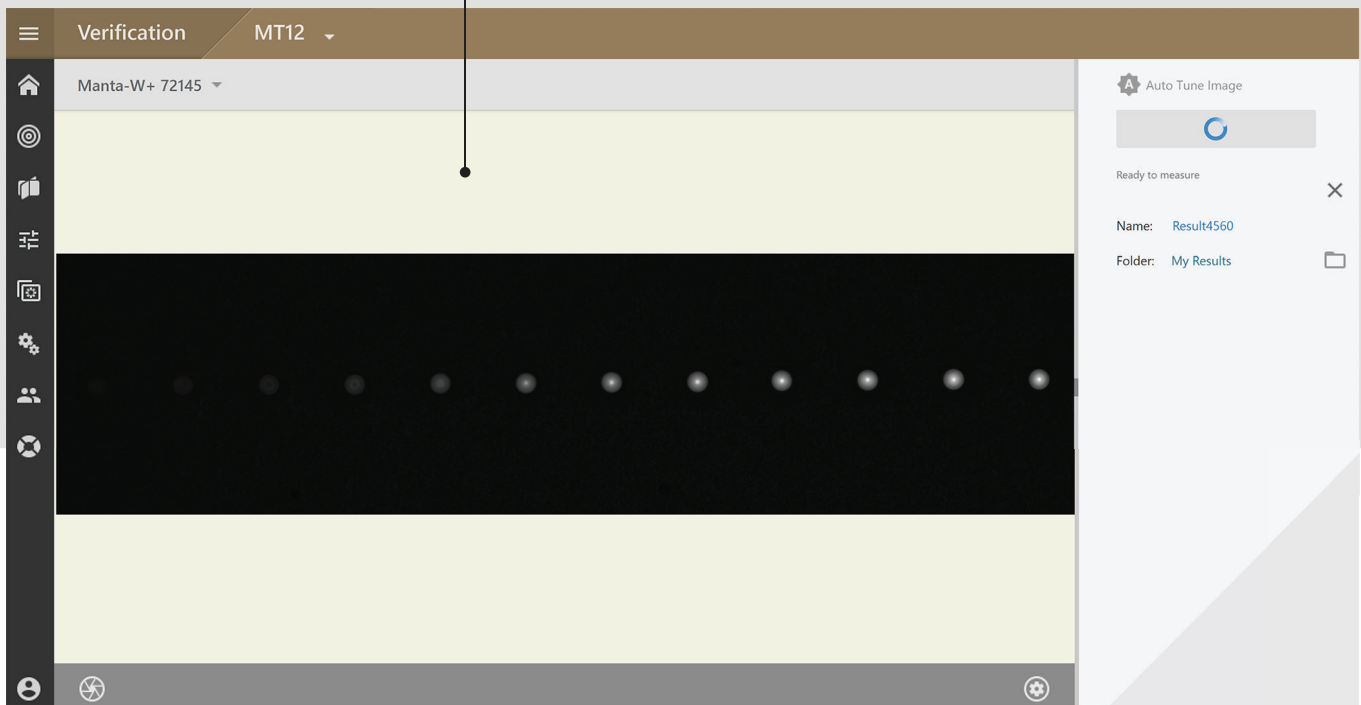 Verification
MT12
Manta-W+ 72145
Auto Tune Image
Ready to measure
Name: Result4560
Folder: My Results